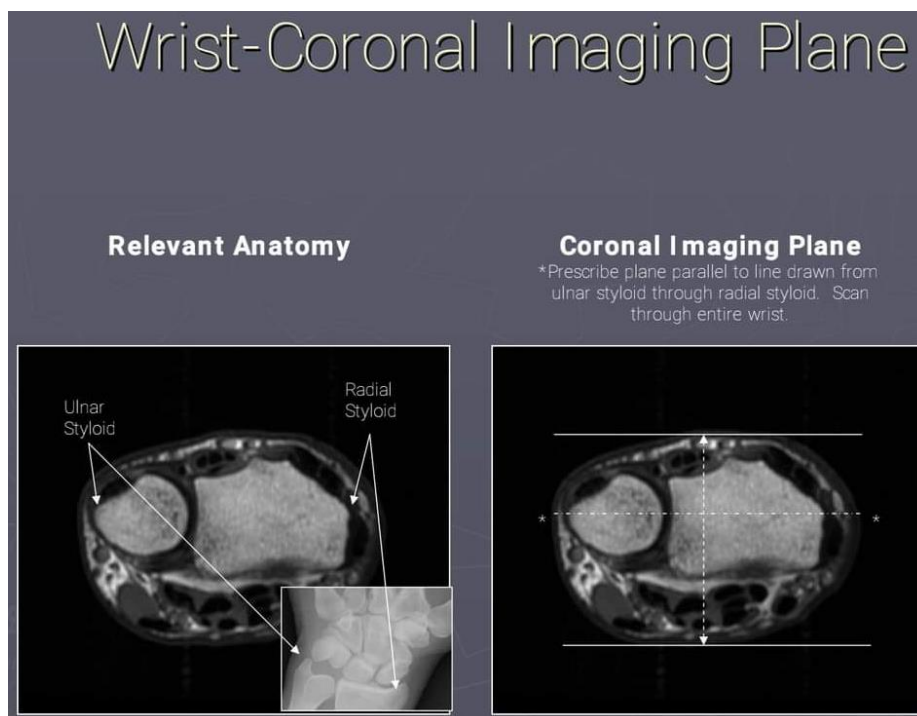 Wrist-Coronal Imaging Plane
Relevant Anatomy
Coronal Imaging Plane
*Prescribe plane parallel to line drawn from
ulnar styloid through radial styloid. Scan
through entire wrist.
Ulnar
Styloid
Radial
Styloid
* *